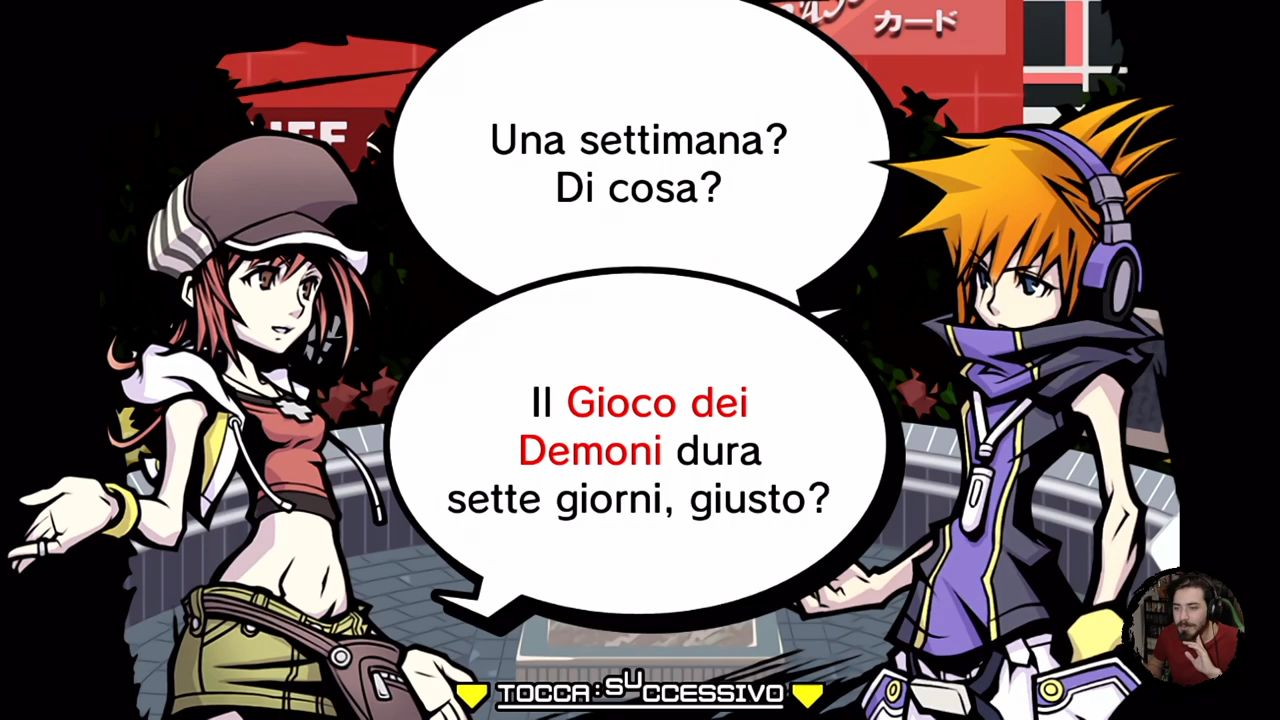 カード
Una settimana?
Di cosa?
Il Gioco dei
Demoni dura
sette giorni, giusto?
TOCCA:SUCCESSIVO